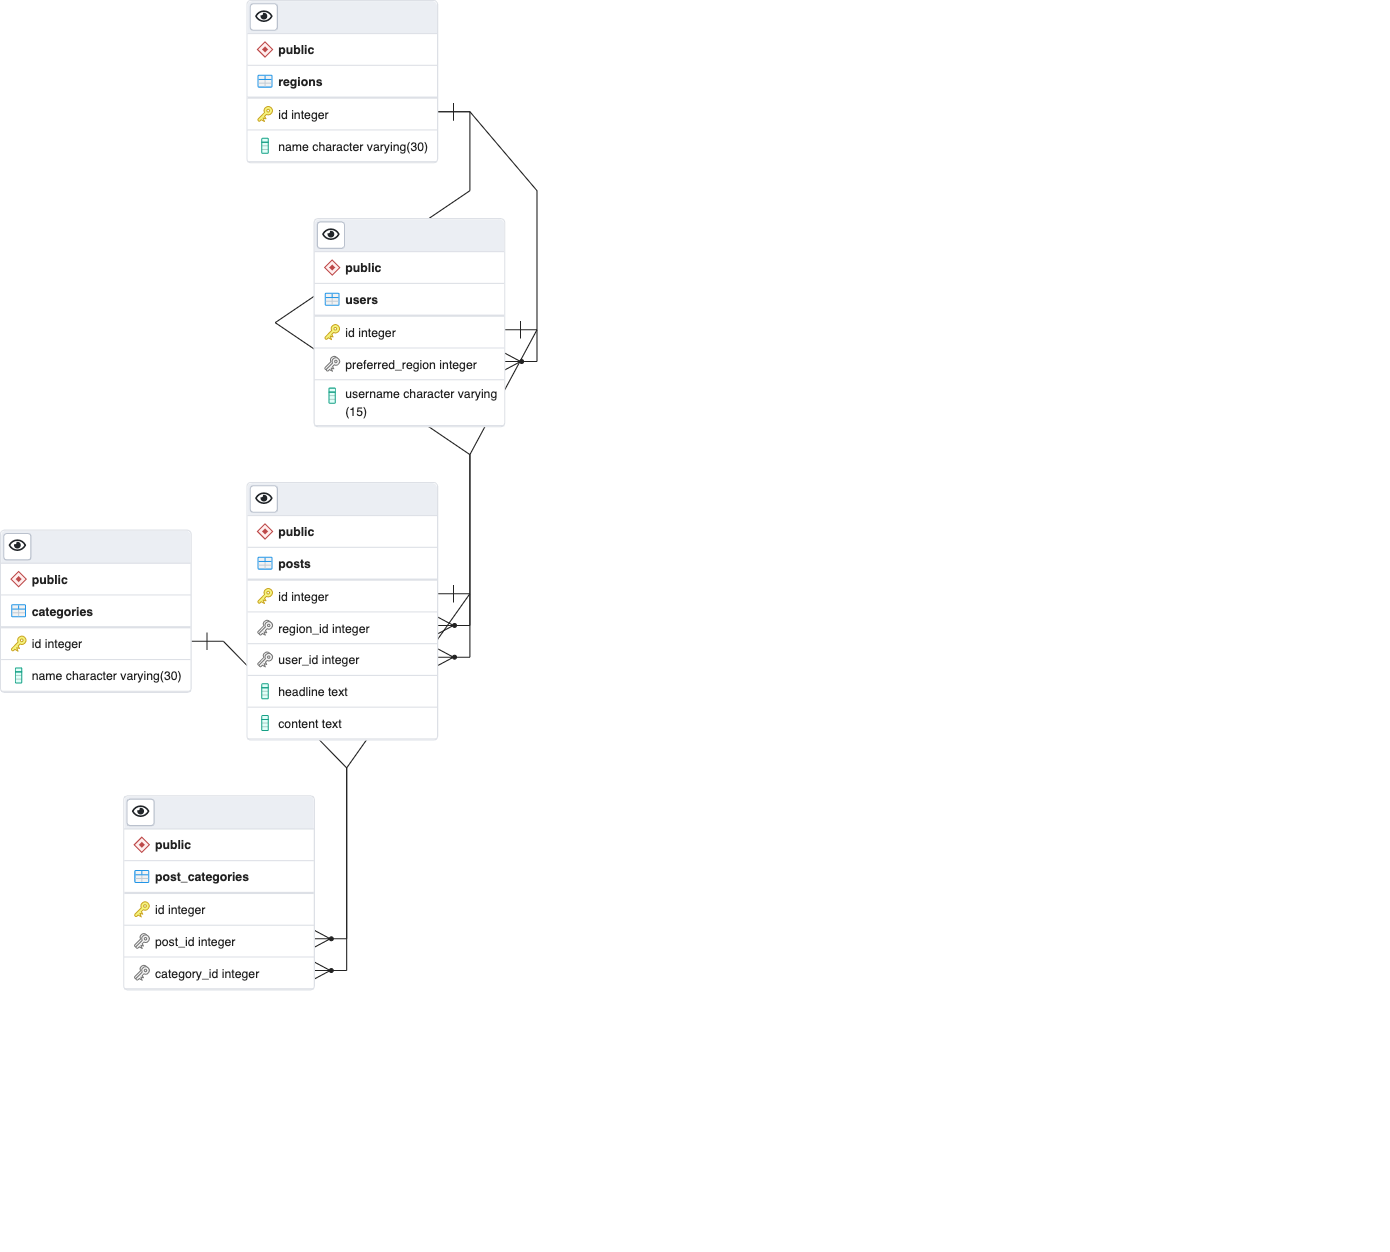 public
regions
id integer
name character varying(30)
public
users
id integer
preferred_region integer
username character varying
(15)
public
posts
id integer
region_id integer
user_id integer
headline text
content text
public
categories
id integer
name character varying(30)
public
post_categories
id integer
post_id integer
category_id integer